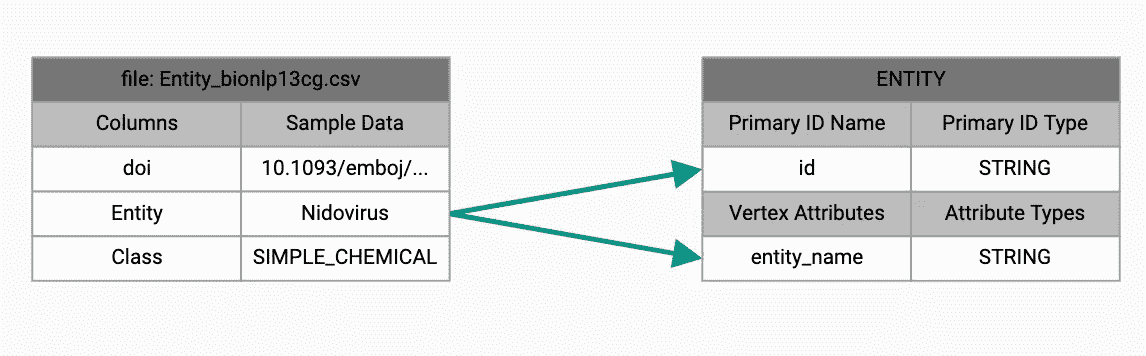 file: Entity_bionlp13cg.csv
Columns Sample Data
doi 10.1093/emboj/...
Entity Nidovirus
Class SIMPLE_CHEMICAL
ENTITY
Primary ID Name Primary ID Type
id STRING
Vertex Attributes Attribute Types
entity_name STRING